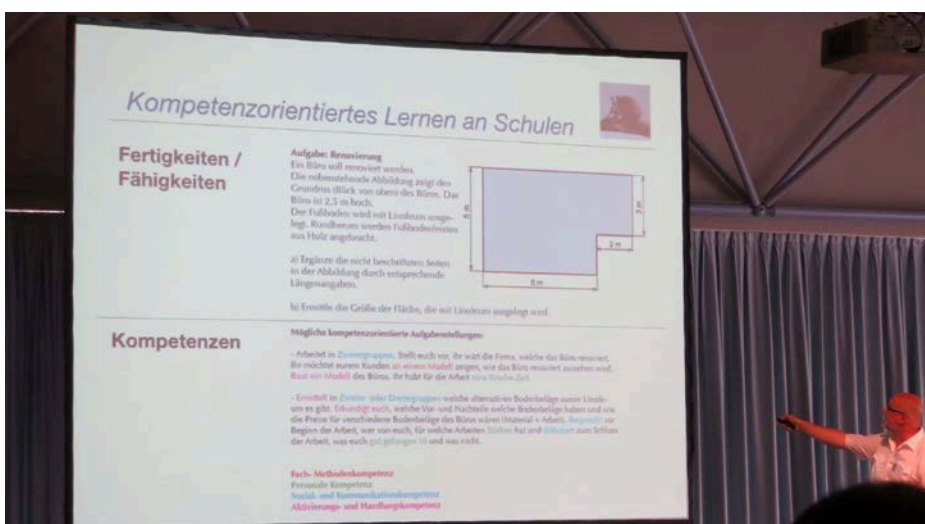 Kompetenzorientiertes Lernen an Schulen
Fertigkeiten /
Fähigkeiten
Aufgabe: Renovierung
Ein Büro soll renoviert werden.
Die nebenstehende Abbildung zeigt den
Grundriss (Blick von oben) des Büros. Das
Büro ist 2,5 m hoch.
Der Fußboden wird mit Linoleum ausge-
legt. Rundherum werden Fußbodenleisten
aus Holz angebracht.
a) Ergänze die nicht beschrifteten Seiten
in der Abbildung durch entsprechende
Längenangaben.
b) Ermittle die Größe der Fläche, die mit Linoleum ausgelegt wird.
Kompetenzen
Mögliche kompetenzorientierte Aufgabenstellungen:
- Arbeitet in Zweiergruppen. Stellt euch vor, ihr wärt die Firma, welche das Büro renoviert.
Ihr möchtet eurem Kunden an einem Modell zeigen, wie das Büro renoviert aussehen wird.
Baut ein Modell des Büros. Ihr habt für die Arbeit eine Woche Zeit.
- Ermittelt in Zweier- oder Dreiergruppen welche alternativen Bodenbeläge ausser Linole-
um es gibt. Erkundigt euch, welche Vor- und Nachteile welche Bodenbeläge haben und wie
die Preise für verschiedene Bodenbeläge des Büros wären (Material + Arbeit). vor
Beginn der Arbeit, wer von euch, für welche Arbeiten Stärken hat und diskutiert zum Schluss
der Arbeit, was euch gut gelungen ist und was nicht.
Fach- Methodenkompetenz
Personale Kompetenz
Sozial- und Kommunikationskompetenz
Aktivierungs- und Handlungskompetenz